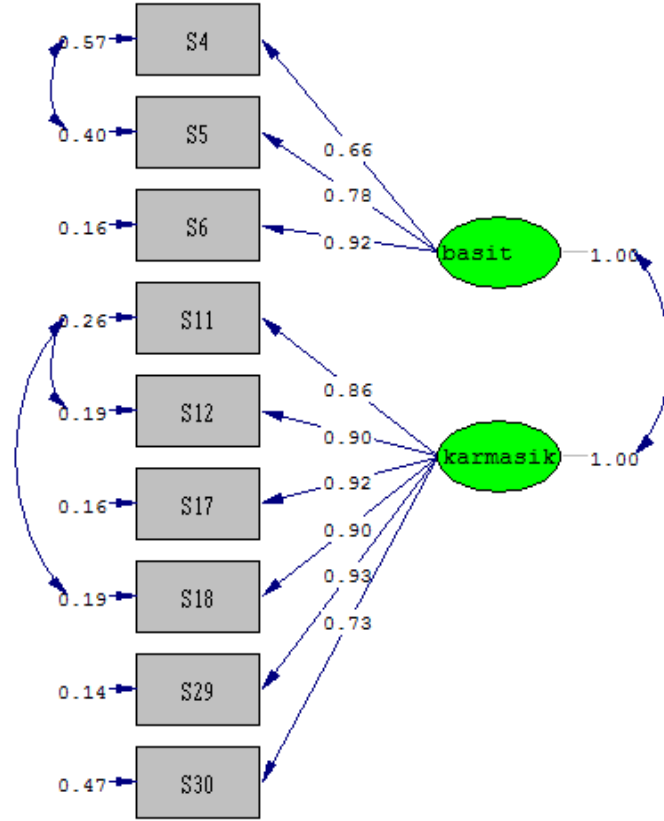 0.57 S4
0.66
0.40 S5
0.78
0.16 S6
0.92
basit 1.00
0.26 S11
0.86
0.19 S12
0.90
karmasik 1.00
0.92
0.16 S17
0.90
0.93
0.19 S18
0.73
0.14 S29
0.47 S30